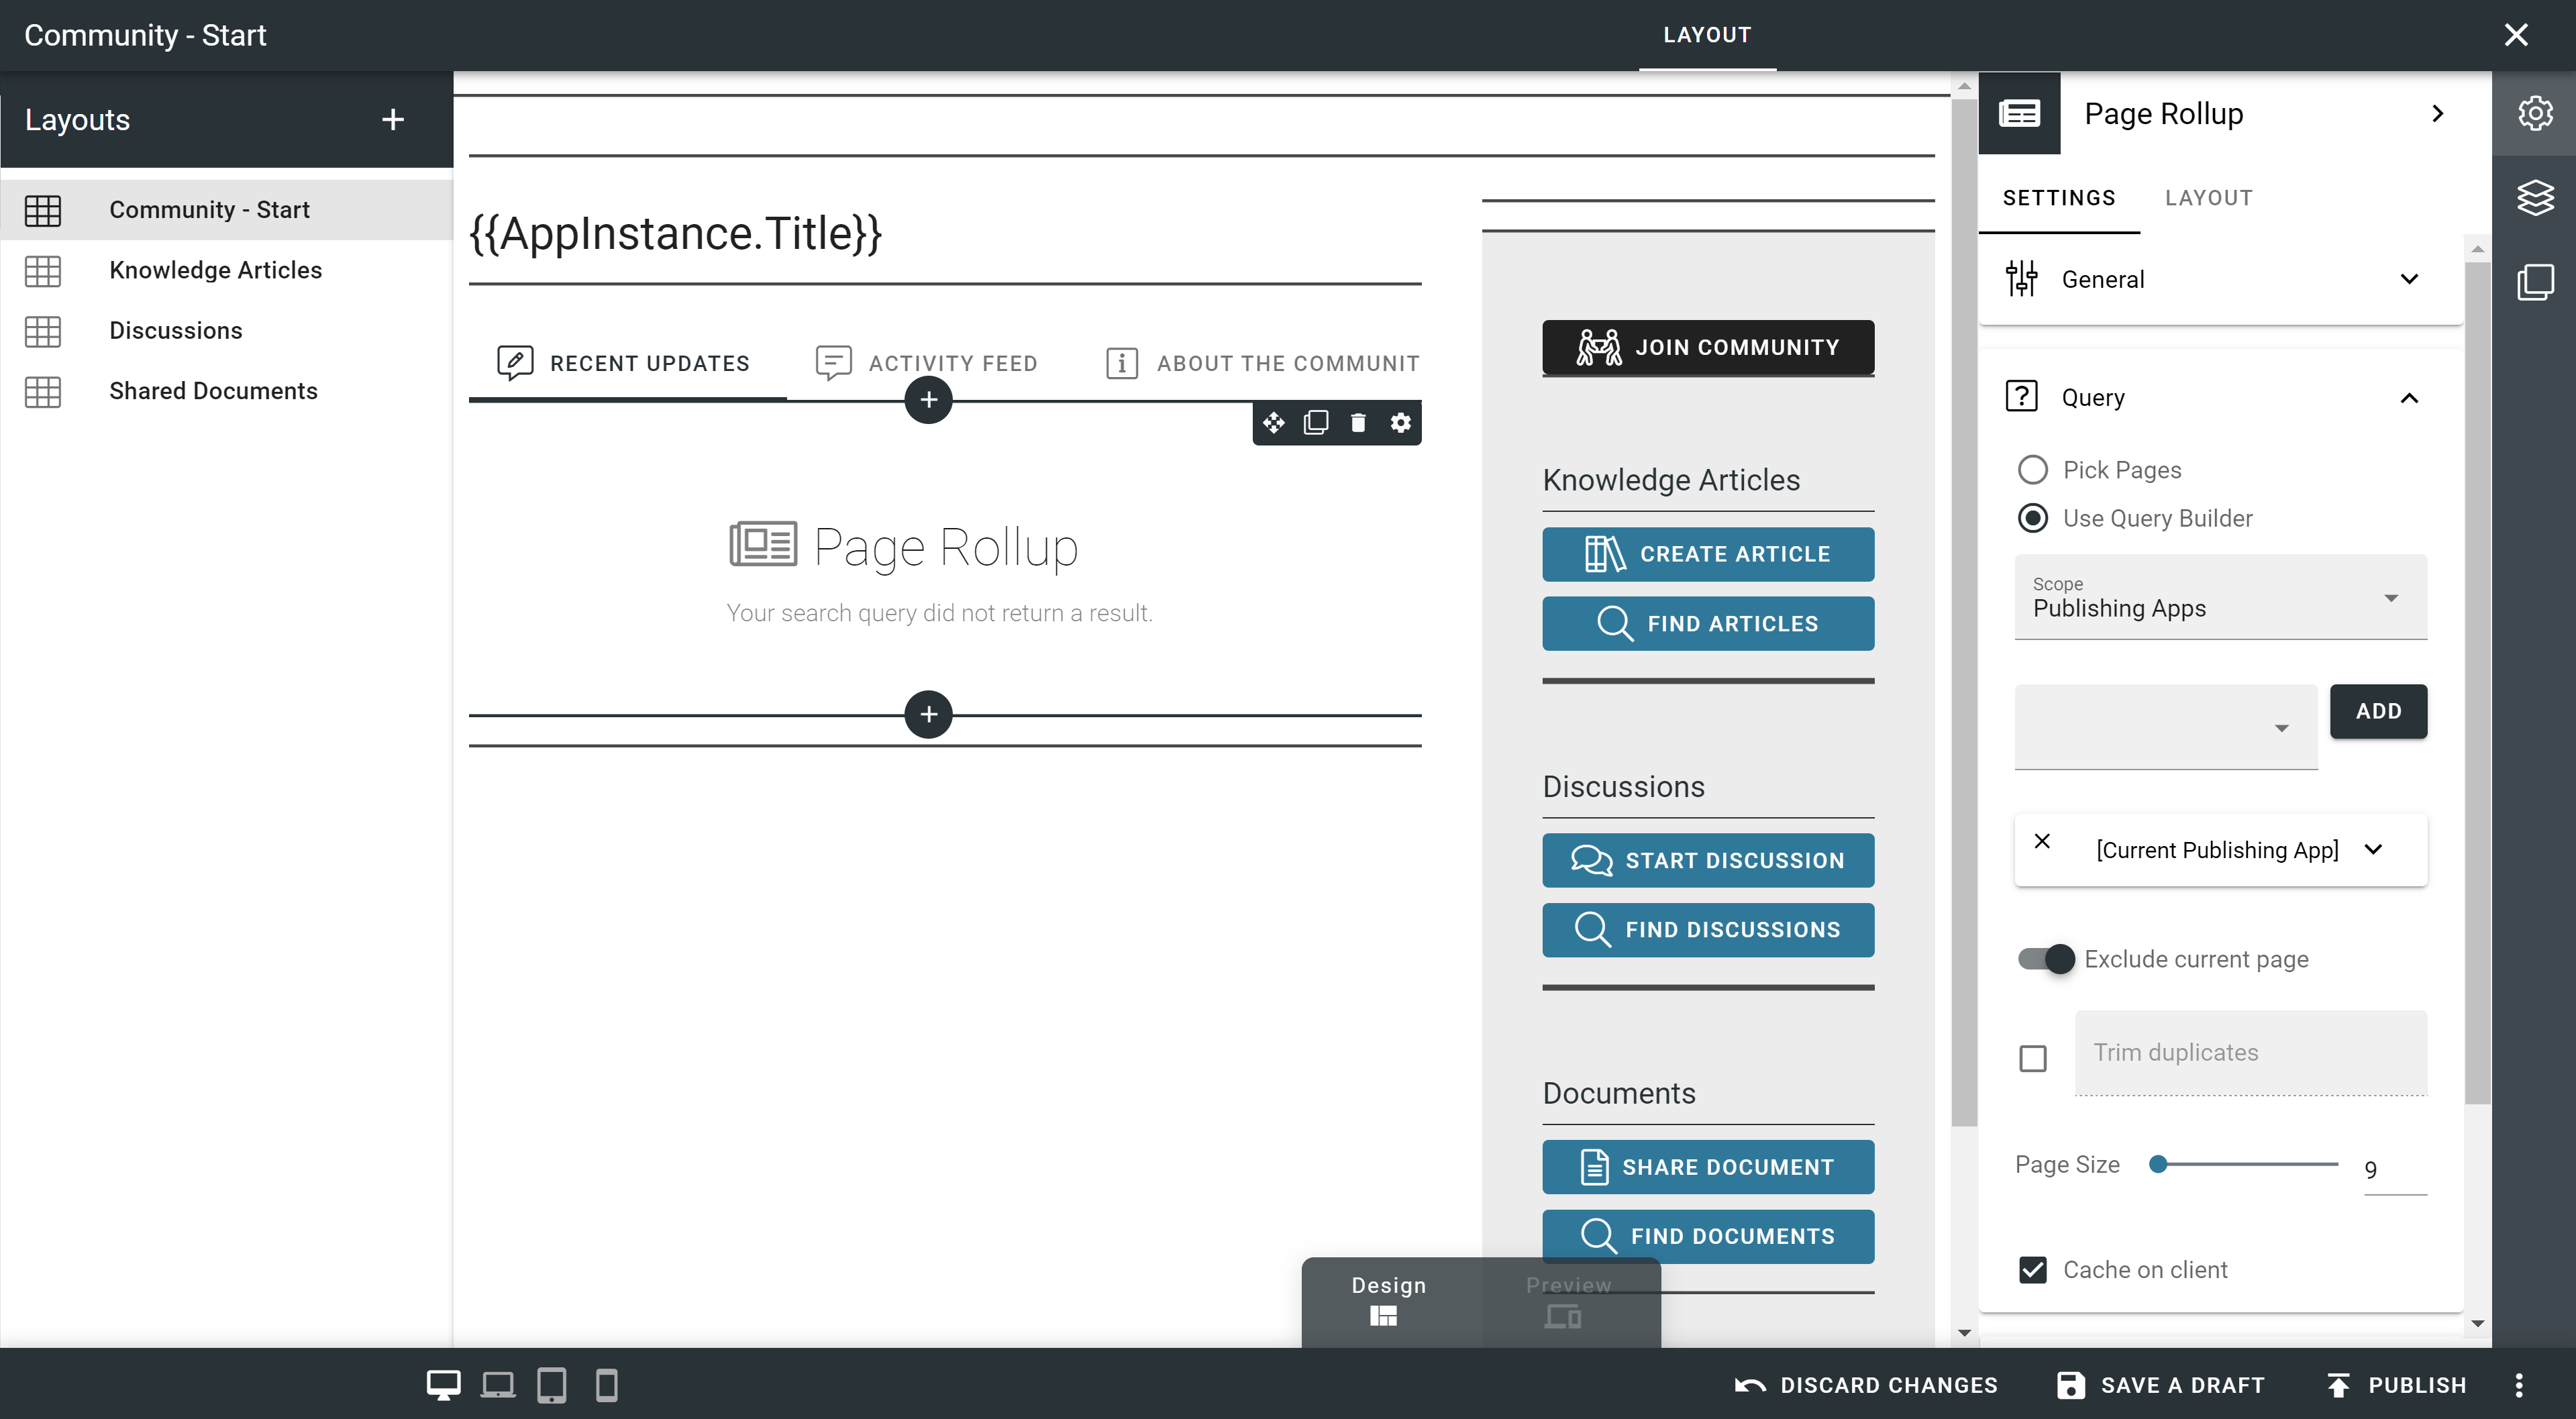 Community - Start
LAYOUT
Layouts
Community - Start
Knowledge Articles
Discussions
Shared Documents
{{AppInstance.Title}}
RECENT UPDATES
ACTIVITY FEED
ABOUT THE COMMUNIT
Page Rollup
Your search query did not return a result.
JOIN COMMUNITY
Knowledge Articles
CREATE ARTICLE
FIND ARTICLES
Discussions
START DISCUSSION
FIND DISCUSSIONS
Documents
SHARE DOCUMENT
FIND DOCUMENTS
Design
Preview
Page Rollup
SETTINGS
LAYOUT
General
Query
Pick Pages
Use Query Builder
Scope
Publishing Apps
ADD
[Current Publishing App]
Exclude current page
Trim duplicates
Page Size
9
Cache on client
DISCARD CHANGES
SAVE A DRAFT
PUBLISH